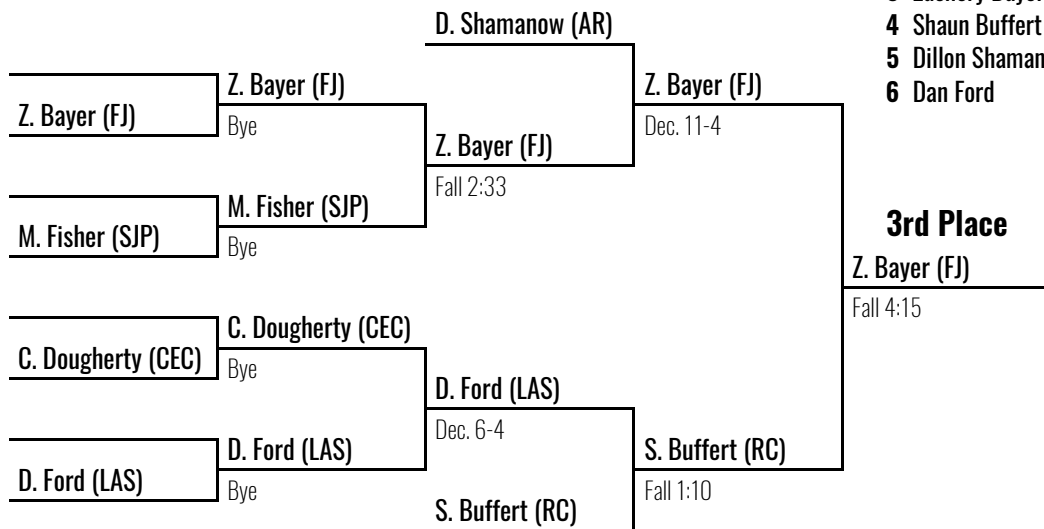 D. Shamanow (AR)
4 Shaun Buffert
5 Dillon Shaman
6 Dan Ford
Z. Bayer (FJ)
Z. Bayer (FJ)
Z. Bayer (FJ)
Bye
Dec. 11-4
Z. Bayer (FJ)
Fall 2:33
M. Fisher (SJP)
M. Fisher (SJP)
Bye
3rd Place
Z. Bayer (FJ)
Fall 4:15
C. Dougherty (CEC)
C. Dougherty (CEC)
Bye
D. Ford (LAS)
Dec. 6-4
D. Ford (LAS)
S. Buffert (RC)
D. Ford (LAS)
Bye
Fall 1:10
S. Buffert (RC)